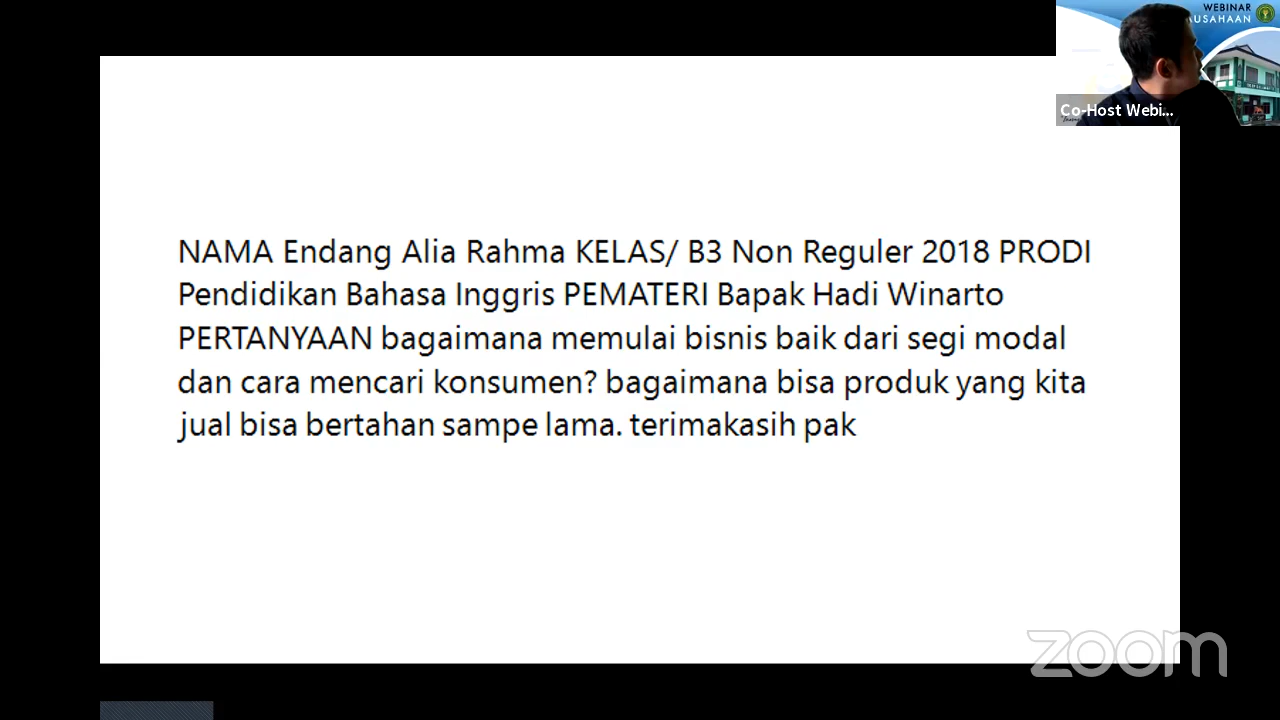 WEBINAR
USAHAAN
Co-Host Webi...
NAMA Endang Alia Rahma KELAS/ B3 Non Reguler 2018 PRODI
Pendidikan Bahasa Inggris PEMATERI Bapak Hadi Winarto
PERTANYAAN bagaimana memulai bisnis baik dari segi modal
dan cara mencari konsumen? bagaimana bisa produk yang kita
jual bisa bertahan sampe lama. terimakasih pak
zoom